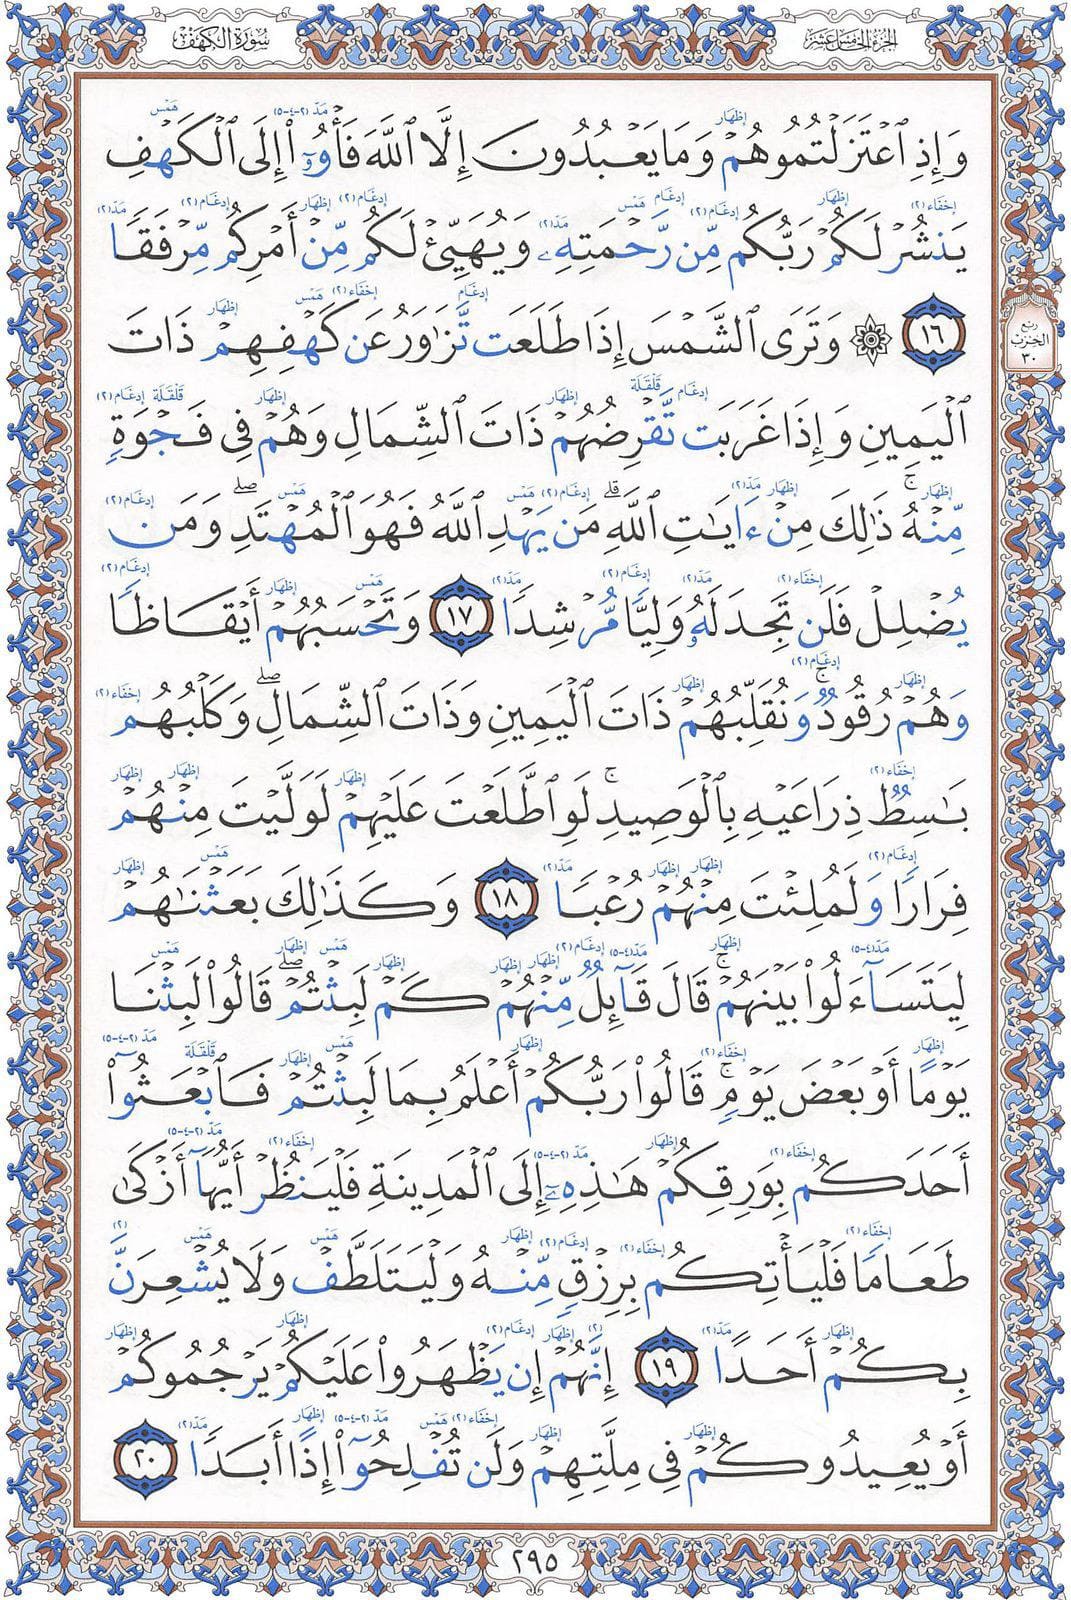 سورة الكهف
الجزء الخامس عشر
وَإِذِ ٱعۡتَزَلۡتُمُوهُمۡ وَمَا يَعۡبُدُونَ إِلَّا ٱللَّهَ فَأۡوُۥٓاْ إِلَى ٱلۡكَهۡفِ
يَنشُرۡ لَكُمۡ رَبُّكُم مِّن رَّحۡمَتِهِۦ وَيُهَيِّئۡ لَكُم مِّنۡ أَمۡرِكُم مِّرۡفَقٗا
١٦ ۞ وَتَرَى ٱلشَّمۡسَ إِذَا طَلَعَت تَّزَٰوَرُ عَن كَهۡفِهِمۡ ذَاتَ
ٱلۡيَمِينِ وَإِذَا غَرَبَت تَّقۡرِضُهُمۡ ذَاتَ ٱلشِّمَالِ وَهُمۡ فِي فَجۡوَةٖ
مِّنۡهُۚ ذَٰلِكَ مِنۡ ءَايَٰتِ ٱللَّهِۗ مَن يَهۡدِ ٱللَّهُ فَهُوَ ٱلۡمُهۡتَدِۖ وَمَن
يُضۡلِلۡ فَلَن تَجِدَ لَهُۥ وَلِيّٗا مُّرۡشِدٗا ١٧ وَتَحۡسَبُهُمۡ أَيۡقَاظٗا
وَهُمۡ رُقُودٞۚ وَنُقَلِّبُهُمۡ ذَاتَ ٱلۡيَمِينِ وَذَاتَ ٱلشِّمَالِۖ وَكَلۡبُهُم
بَٰسِطٞ ذِرَاعَيۡهِ بِٱلۡوَصِيدِۚ لَوِ ٱطَّلَعۡتَ عَلَيۡهِمۡ لَوَلَّيۡتَ مِنۡهُمۡ
فِرَارٗا وَلَمُلِئۡتَ مِنۡهُمۡ رُعۡبٗا ١٨ وَكَذَٰلِكَ بَعَثۡنَٰهُمۡ
لِيَتَسَآءَلُواْ بَيۡنَهُمۡۚ قَالَ قَآئِلٞ مِّنۡهُمۡ كَمۡ لَبِثۡتُمۡۖ قَالُواْ لَبِثۡنَا
يَوۡمًا أَوۡ بَعۡضَ يَوۡمٖۚ قَالُواْ رَبُّكُمۡ أَعۡلَمُ بِمَا لَبِثۡتُمۡ فَٱبۡعَثُوٓاْ
أَحَدَكُم بِوَرِقِكُمۡ هَٰذِهِۦٓ إِلَى ٱلۡمَدِينَةِ فَلۡيَنظُرۡ أَيُّهَآ أَزۡكَىٰ
طَعَامٗا فَلۡيَأۡتِكُم بِرِزۡقٖ مِّنۡهُ وَلۡيَتَلَطَّفۡ وَلَا يُشۡعِرَنَّ
بِكُمۡ أَحَدًا ١٩ إِنَّهُمۡ إِن يَظۡهَرُواْ عَلَيۡكُمۡ يَرۡجُمُوكُمۡ
أَوۡ يُعِيدُوكُمۡ فِي مِلَّتِهِمۡ وَلَن تُفۡلِحُوٓاْ إِذًا أَبَدٗا ٢٠
ربع
الحزب
٣٠
٢٩٥